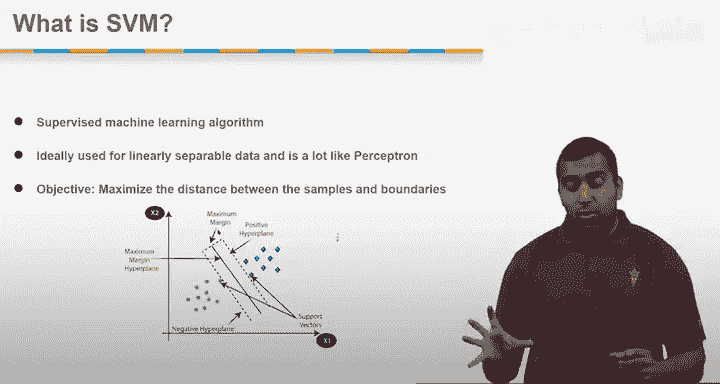 What is SVM?
Supervised machine learning algorithm
Ideally used for linearly separable data and is a lot like Perceptron
Objective: Maximize the distance between the samples and boundaries
X2
Maximum
Margin
Positive
Hyperplane
Maximum
Margin
Hyperplane
Support
Vectors
Negative Hyperplane
X1